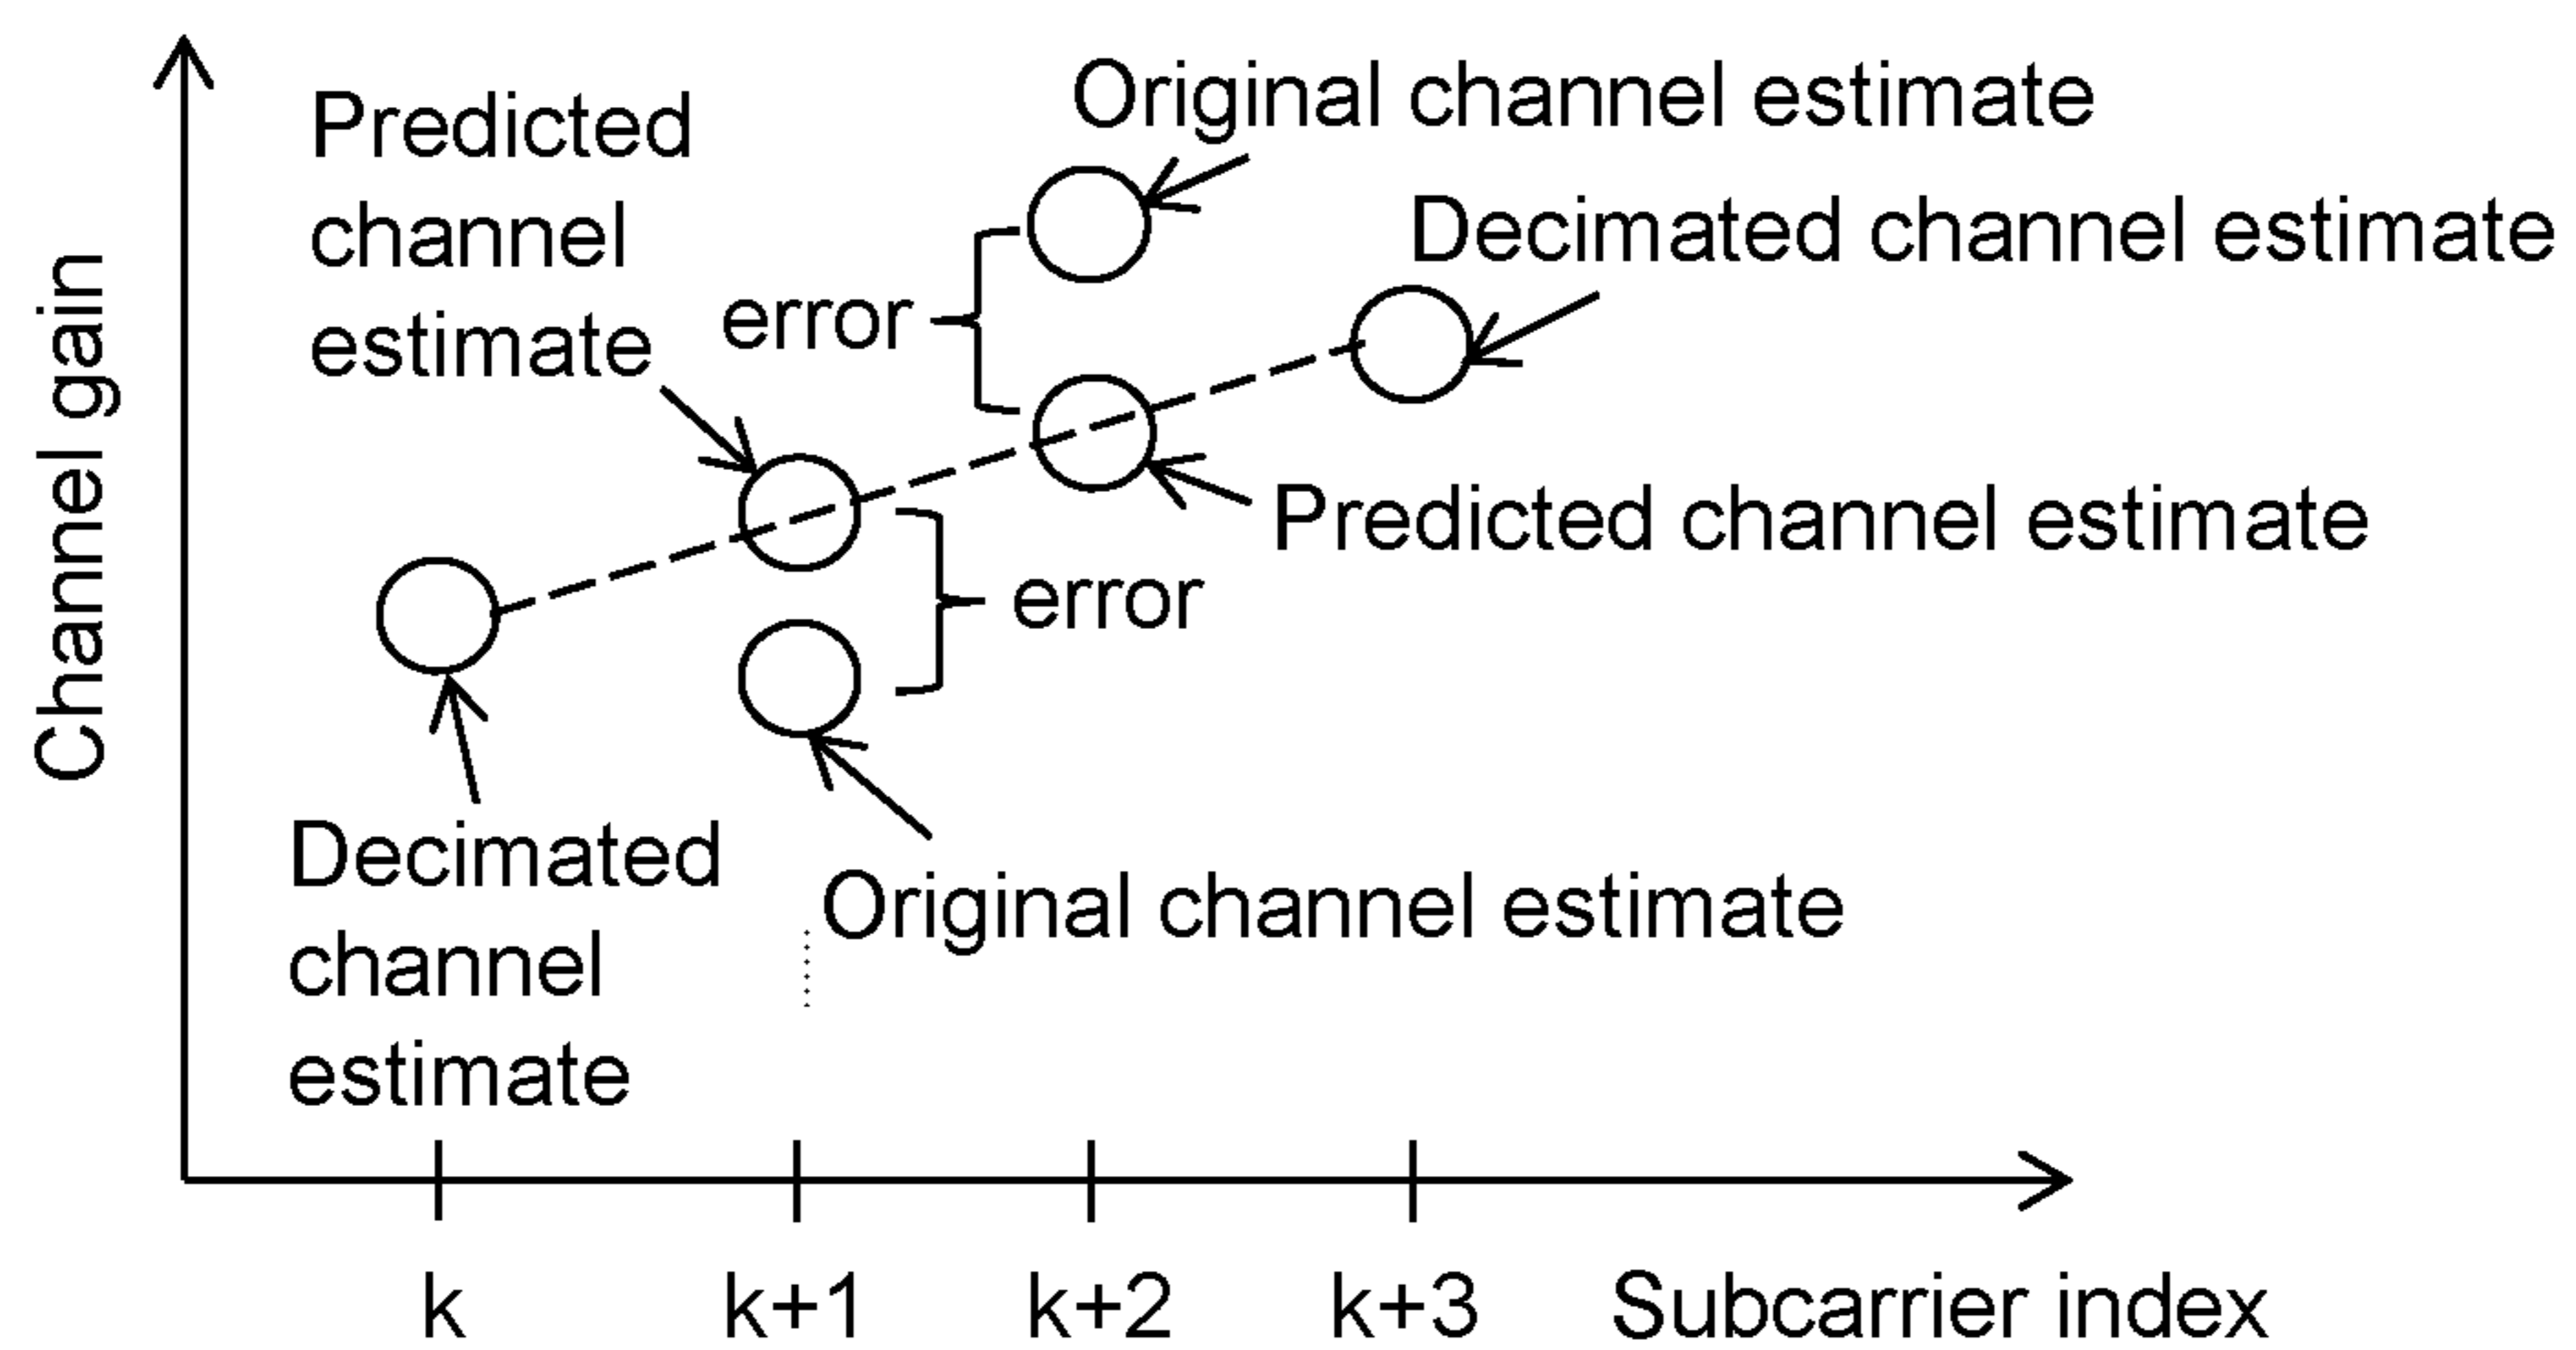 Original channel estimate
Predicted
channel
estimate
Decimated channel estimate
error
Predicted channel estimate
error
Channel gain
Decimated
channel
estimate
Original channel estimate
k
k+1
k+2
k+3
Subcarrier index